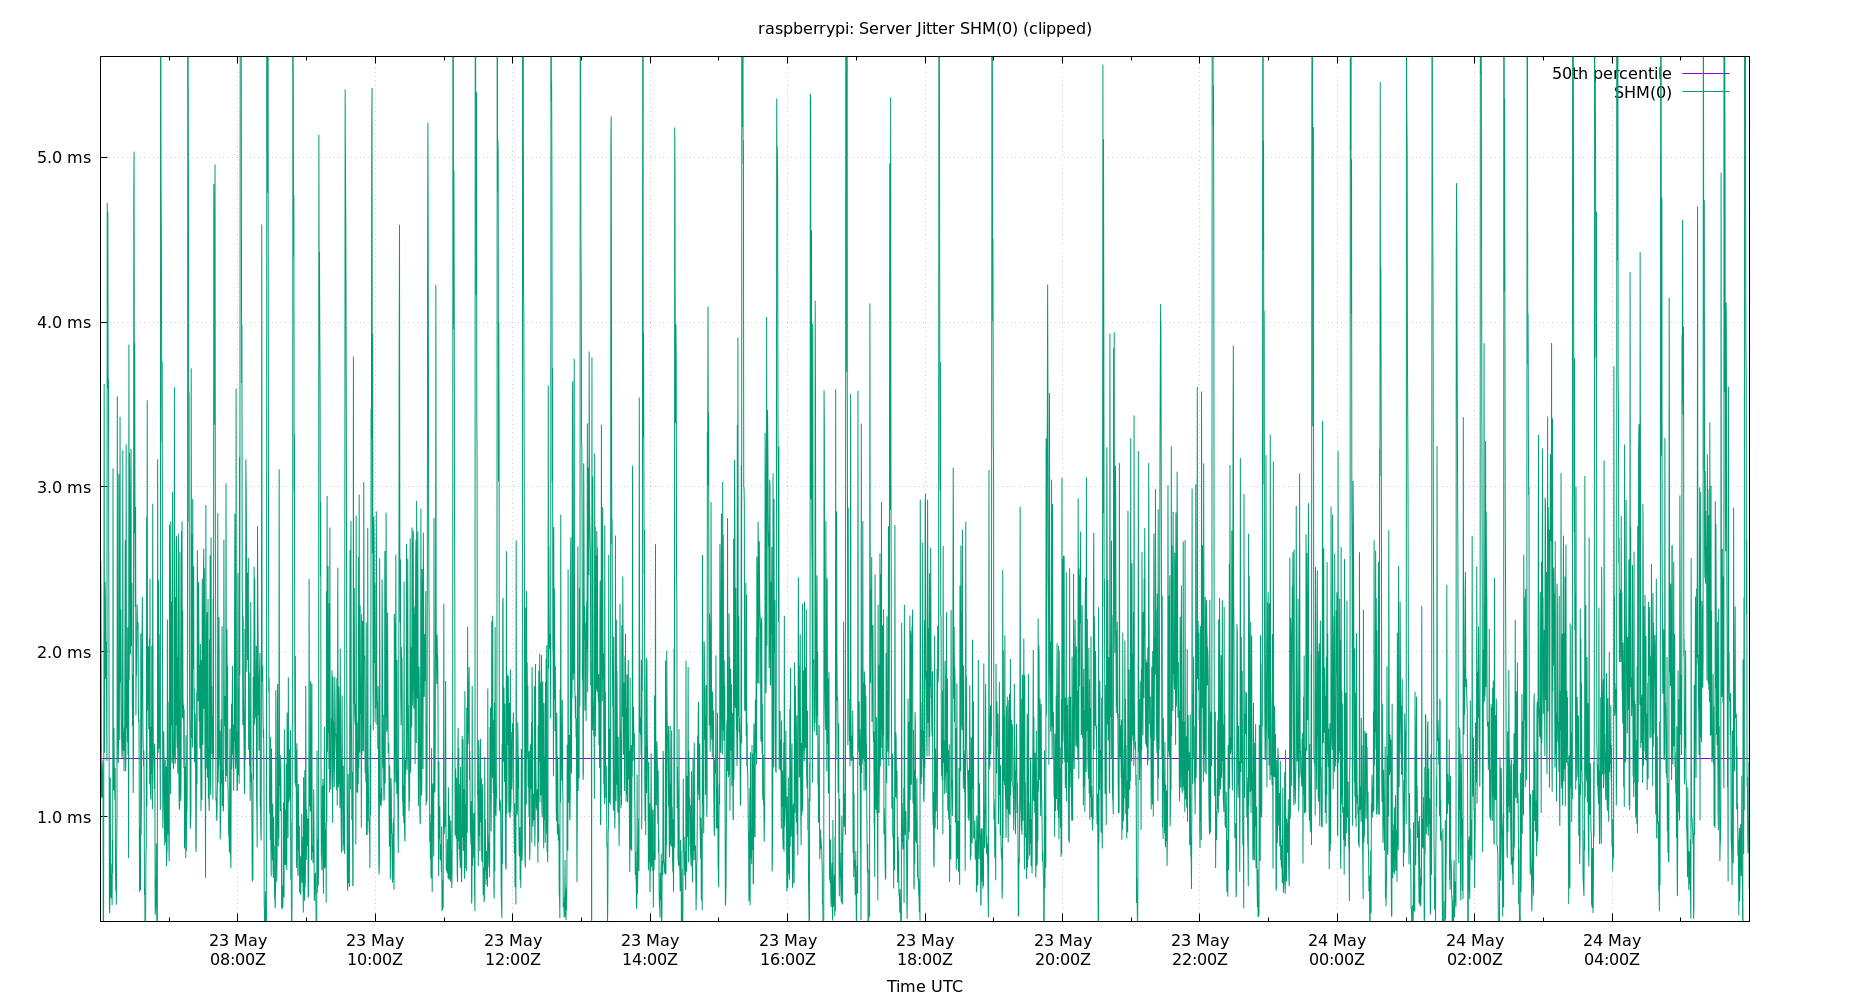 raspberrypi: Server Jitter SHM(0) (clipped)
50th percentile
SHM(0)
5.0 ms
4.0 ms
3.0 ms
2.0 ms
1.0 ms
23 May 23 May 23 May 23 May 23 May 23 May 23 May 23 May 24 May 24 May 24 May
08:00Z 10:00Z 12:00Z 14:00Z 16:00Z 18:00Z 20:00Z 22:00Z 00:00Z 02:00Z 04:00Z
Time UTC